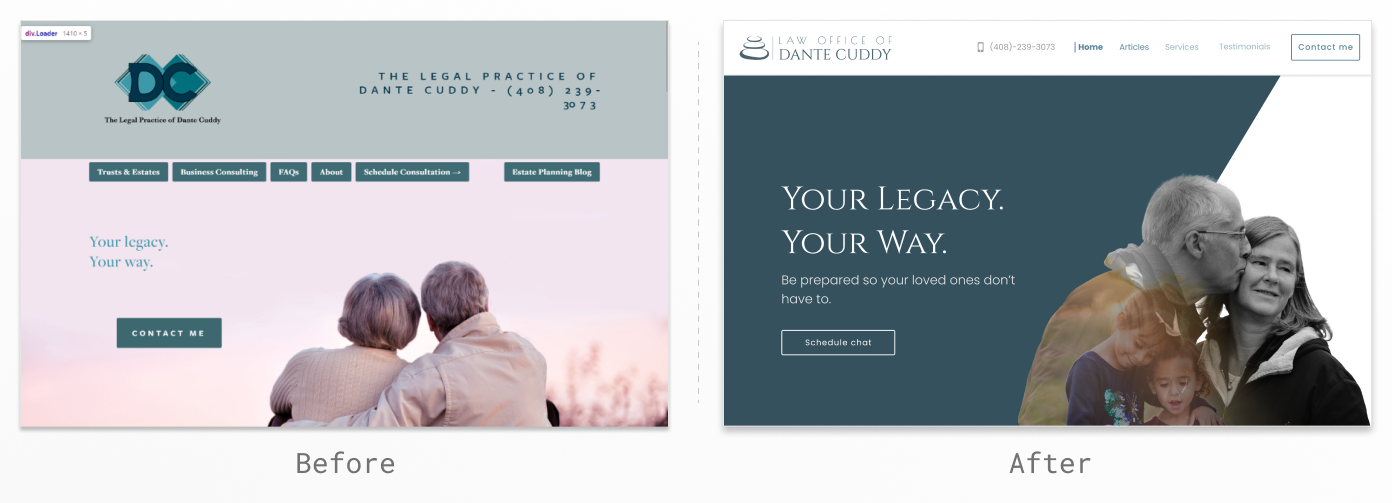 div.Loader 1410 × 5
DC
The Legal Practice of Dante Cuddy
THE LEGAL PRACTICE OF
DANTE CUDDY - (408) 239-
3073
Trusts & Estates Business Consulting FAQs About Schedule Consultation → Estate Planning Blog
Your legacy.
Your way.
CONTACT ME
Before
LAW OFFICE OF
DANTE CUDDY
(408)-239-3073 Home Articles Services Testimonials Contact me
Your Legacy.
Your Way.
Be prepared so your loved ones don't
have to.
Schedule chat
After